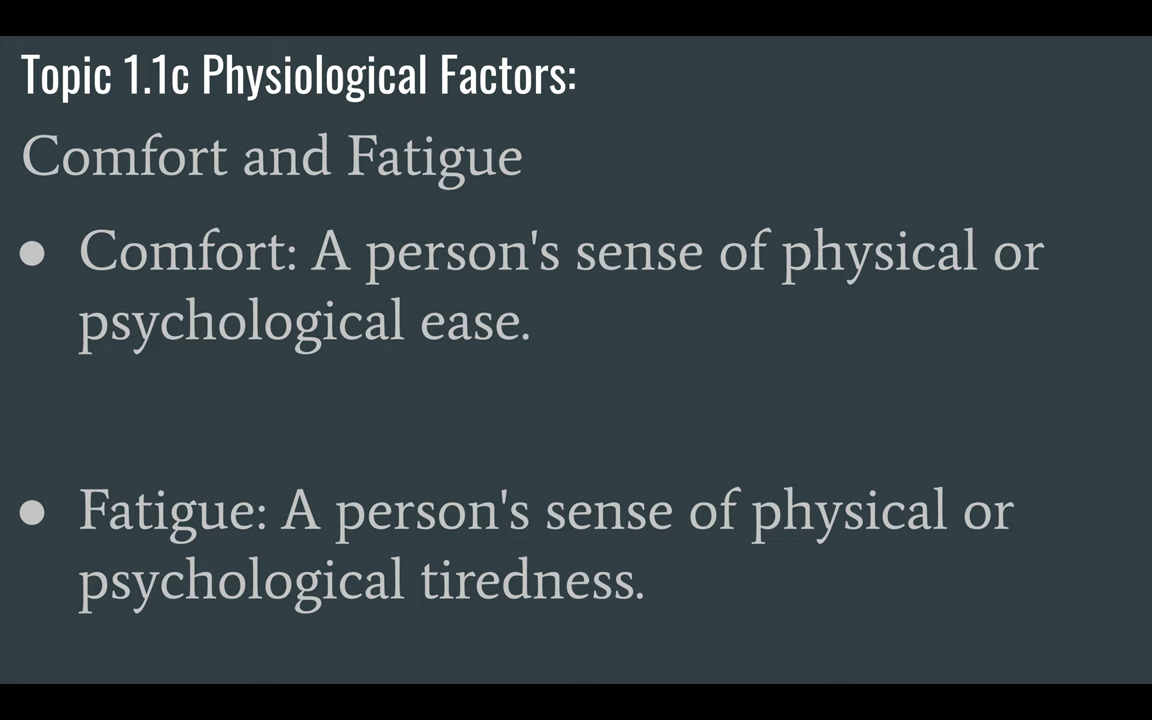 Topic 1.1c Physiological Factors:
Comfort and Fatigue
● Comfort: A person's sense of physical or
psychological ease.
● Fatigue: A person's sense of physical or
psychological tiredness.